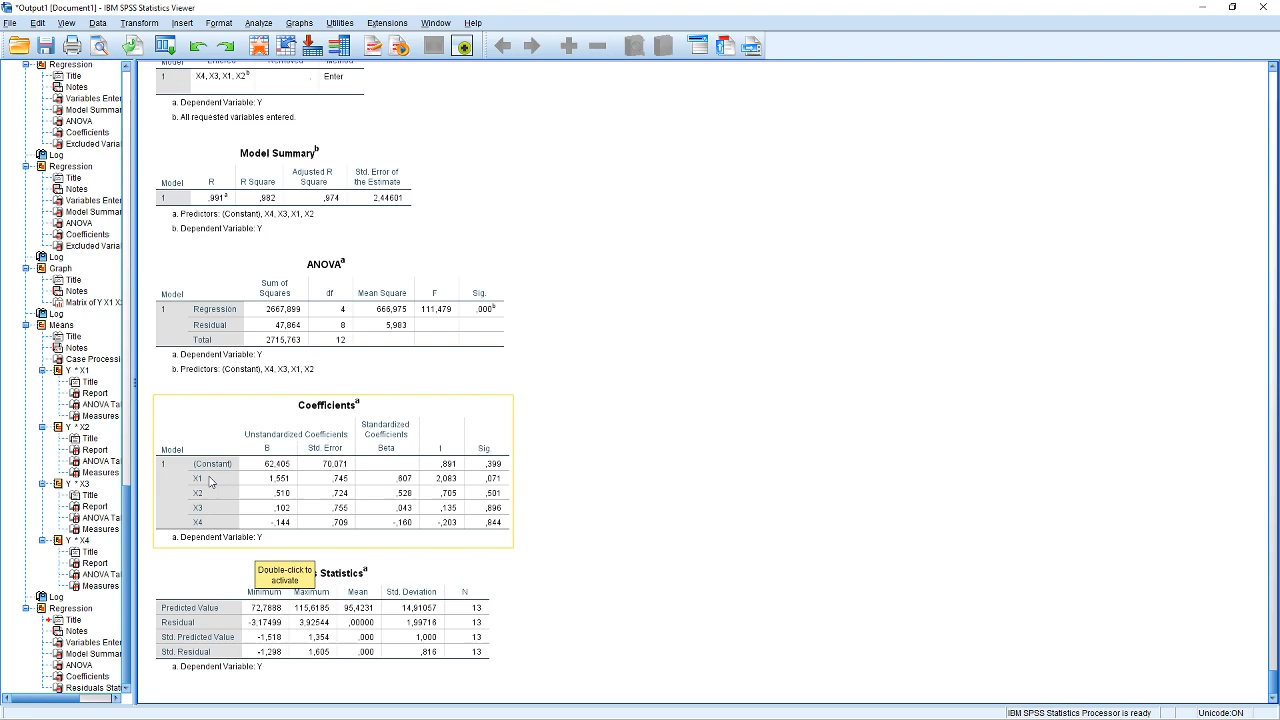 *Output1 [Document1] - IBM SPSS Statistics Viewer
File Edit View Data Transform Insert Format Analyze Graphs Utilities Extensions Window Help
Regression
Title
Notes
Variables Enter
Model Summar
ANOVA
Coefficients
Excluded Varia
Log
Regression
Title
Notes
Variables Enter
Model Summar
ANOVA
Coefficients
Excluded Varia
Log
Graph
Title
Notes
Matrix of Y X1 X
Log
Means
Title
Notes
Case Processi
Y * X1
Title
Report
ANOVA Ta
Measures
Y * X2
Title
Report
ANOVA Ta
Measures
Y * X3
Title
Report
ANOVA Ta
Measures
Y * X4
Title
Report
ANOVA Ta
Measures
Log
Regression
Title
Notes
Variables Enter
Model Summar
ANOVA
Coefficients
Residuals Stati
Model Entered Removed Method
1 X4, X3, X1, X2b . Enter
a. Dependent Variable: Y
b. All requested variables entered.
Model Summaryb
Model R R Square Adjusted R Square Std. Error of the Estimate
1 ,991a ,982 ,974 2,44601
a. Predictors: (Constant), X4, X3, X1, X2
b. Dependent Variable: Y
ANOVAa
Model Sum of Squares df Mean Square F Sig.
1 Regression 2667,899 4 666,975 111,479 ,000b
Residual 47,864 8 5,983
Total 2715,763 12
a. Dependent Variable: Y
b. Predictors: (Constant), X4, X3, X1, X2
Coefficientsa
Unstandardized Coefficients Standardized Coefficients
Model B Std. Error Beta t Sig.
1 (Constant) 62,405 70,071 ,891 ,399
X1 1,551 ,745 ,607 2,083 ,071
X2 ,510 ,724 ,528 ,705 ,501
X3 ,102 ,755 ,043 ,135 ,896
X4 -,144 ,709 -,160 -,203 ,844
a. Dependent Variable: Y
Double-click to activate
s Statisticsa
Minimum Maximum Mean Std. Deviation N
Predicted Value 72,7888 115,6185 95,4231 14,91057 13
Residual -3,17499 3,92544 ,00000 1,99716 13
Std. Predicted Value -1,518 1,354 ,000 1,000 13
Std. Residual -1,298 1,605 ,000 ,816 13
a. Dependent Variable: Y
IBM SPSS Statistics Processor is ready Unicode:ON